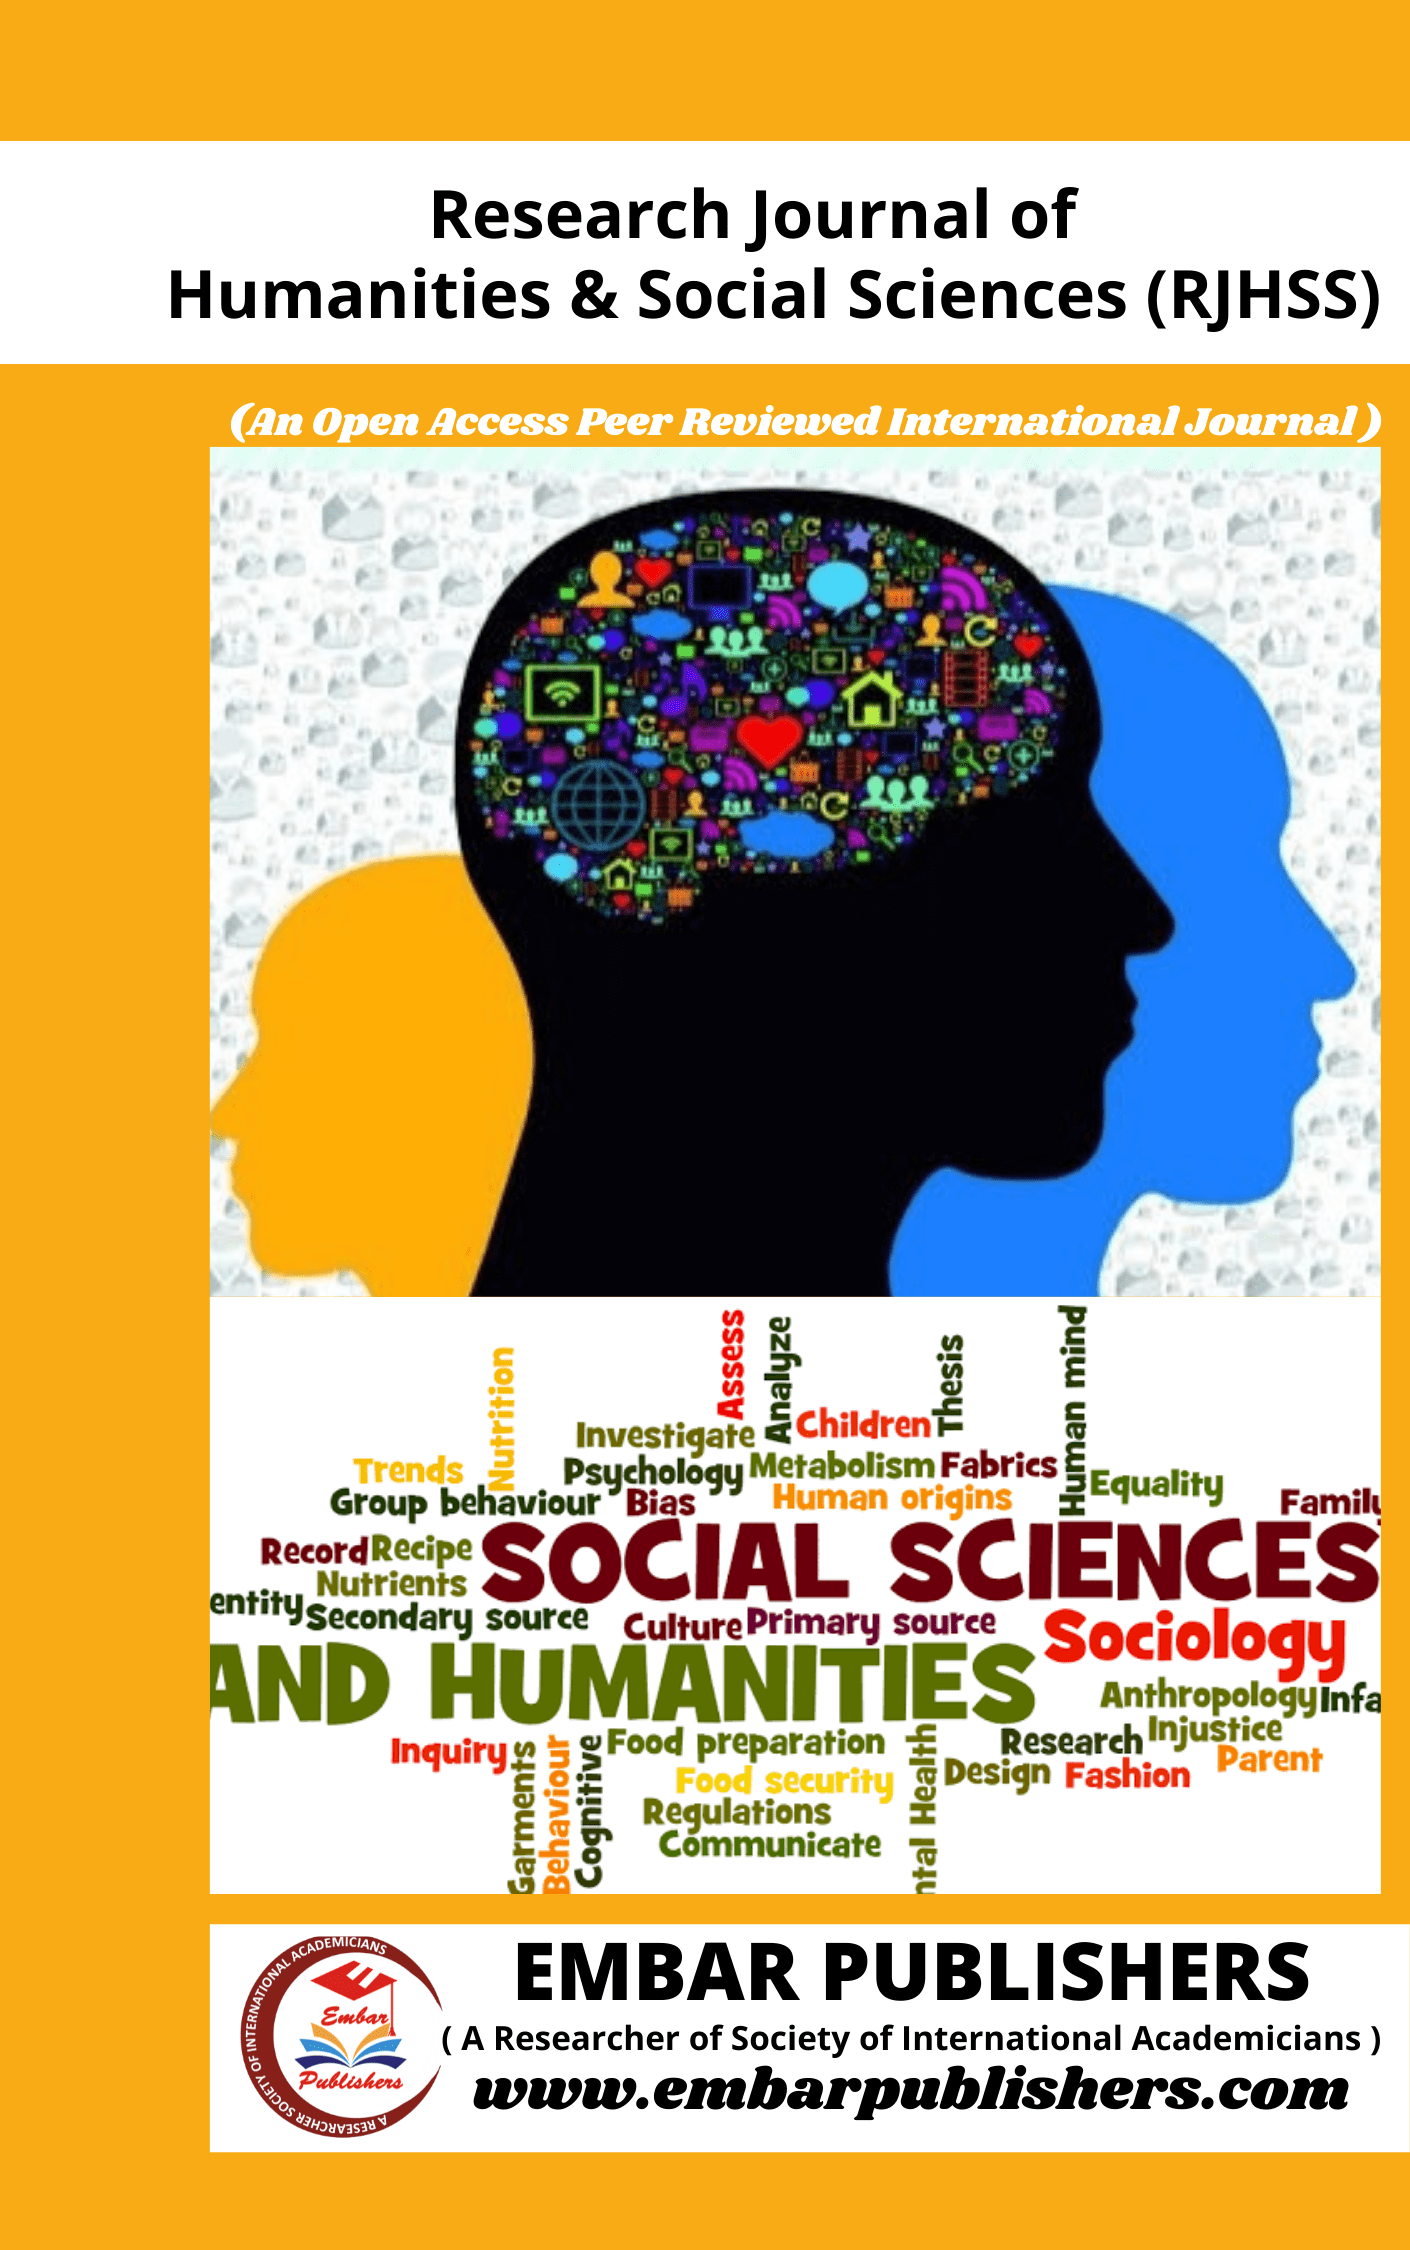 Research Journal of
Humanities & Social Sciences (RJHSS)
(An Open Access Peer Reviewed International Journal )
Assess
Analyze
Thesis
Human mind
Nutrition
Children
Investigate
Trends
Psychology
Metabolism
Fabrics
Equality
Group behaviour
Bias
Human origins
Family
Record
Recipe
SOCIAL SCIENCES
Nutrients
entity
Secondary source
Culture
Primary source
Sociology
AND HUMANITIES
Anthropology
Infa
Inquiry
Food preparation
Research
Injustice
Garments
Behaviour
Cognitive
Food security
ntal Health
Design
Fashion
Parent
Regulations
Communicate
A RESEARCHER SOCIETY OF INTERNATIONAL ACADEMICIANS
Embar
Publishers
EMBAR PUBLISHERS
( A Researcher of Society of International Academicians )
www.embarpublishers.com